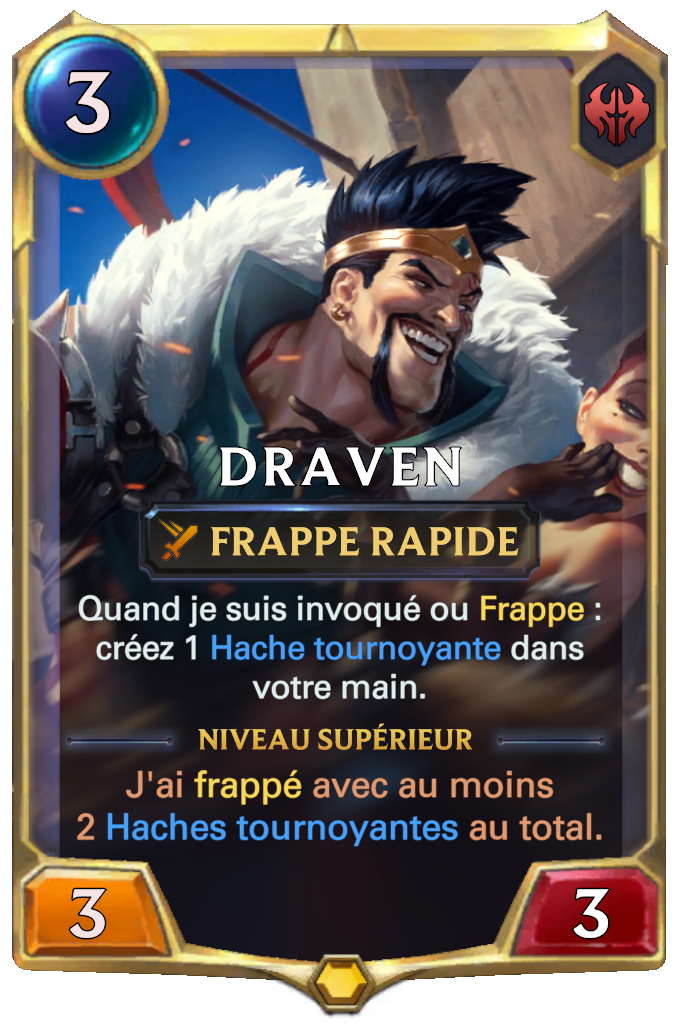 3
DRAVEN
FRAPPE RAPIDE
Quand je suis invoqué ou Frappe :
créez 1 Hache tournoyante dans
votre main.
NIVEAU SUPÉRIEUR
J'ai frappé avec au moins
2 Haches tournoyantes au total.
3
3